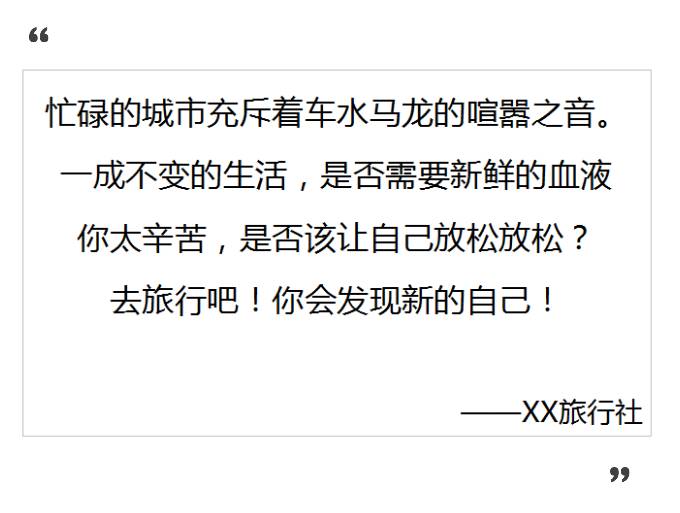 “
忙碌的城市充斥着车水马龙的喧嚣之音。
一成不变的生活，是否需要新鲜的血液
你太辛苦，是否该让自己放松放松？
去旅行吧！你会发现新的自己！
——XX旅行社
”